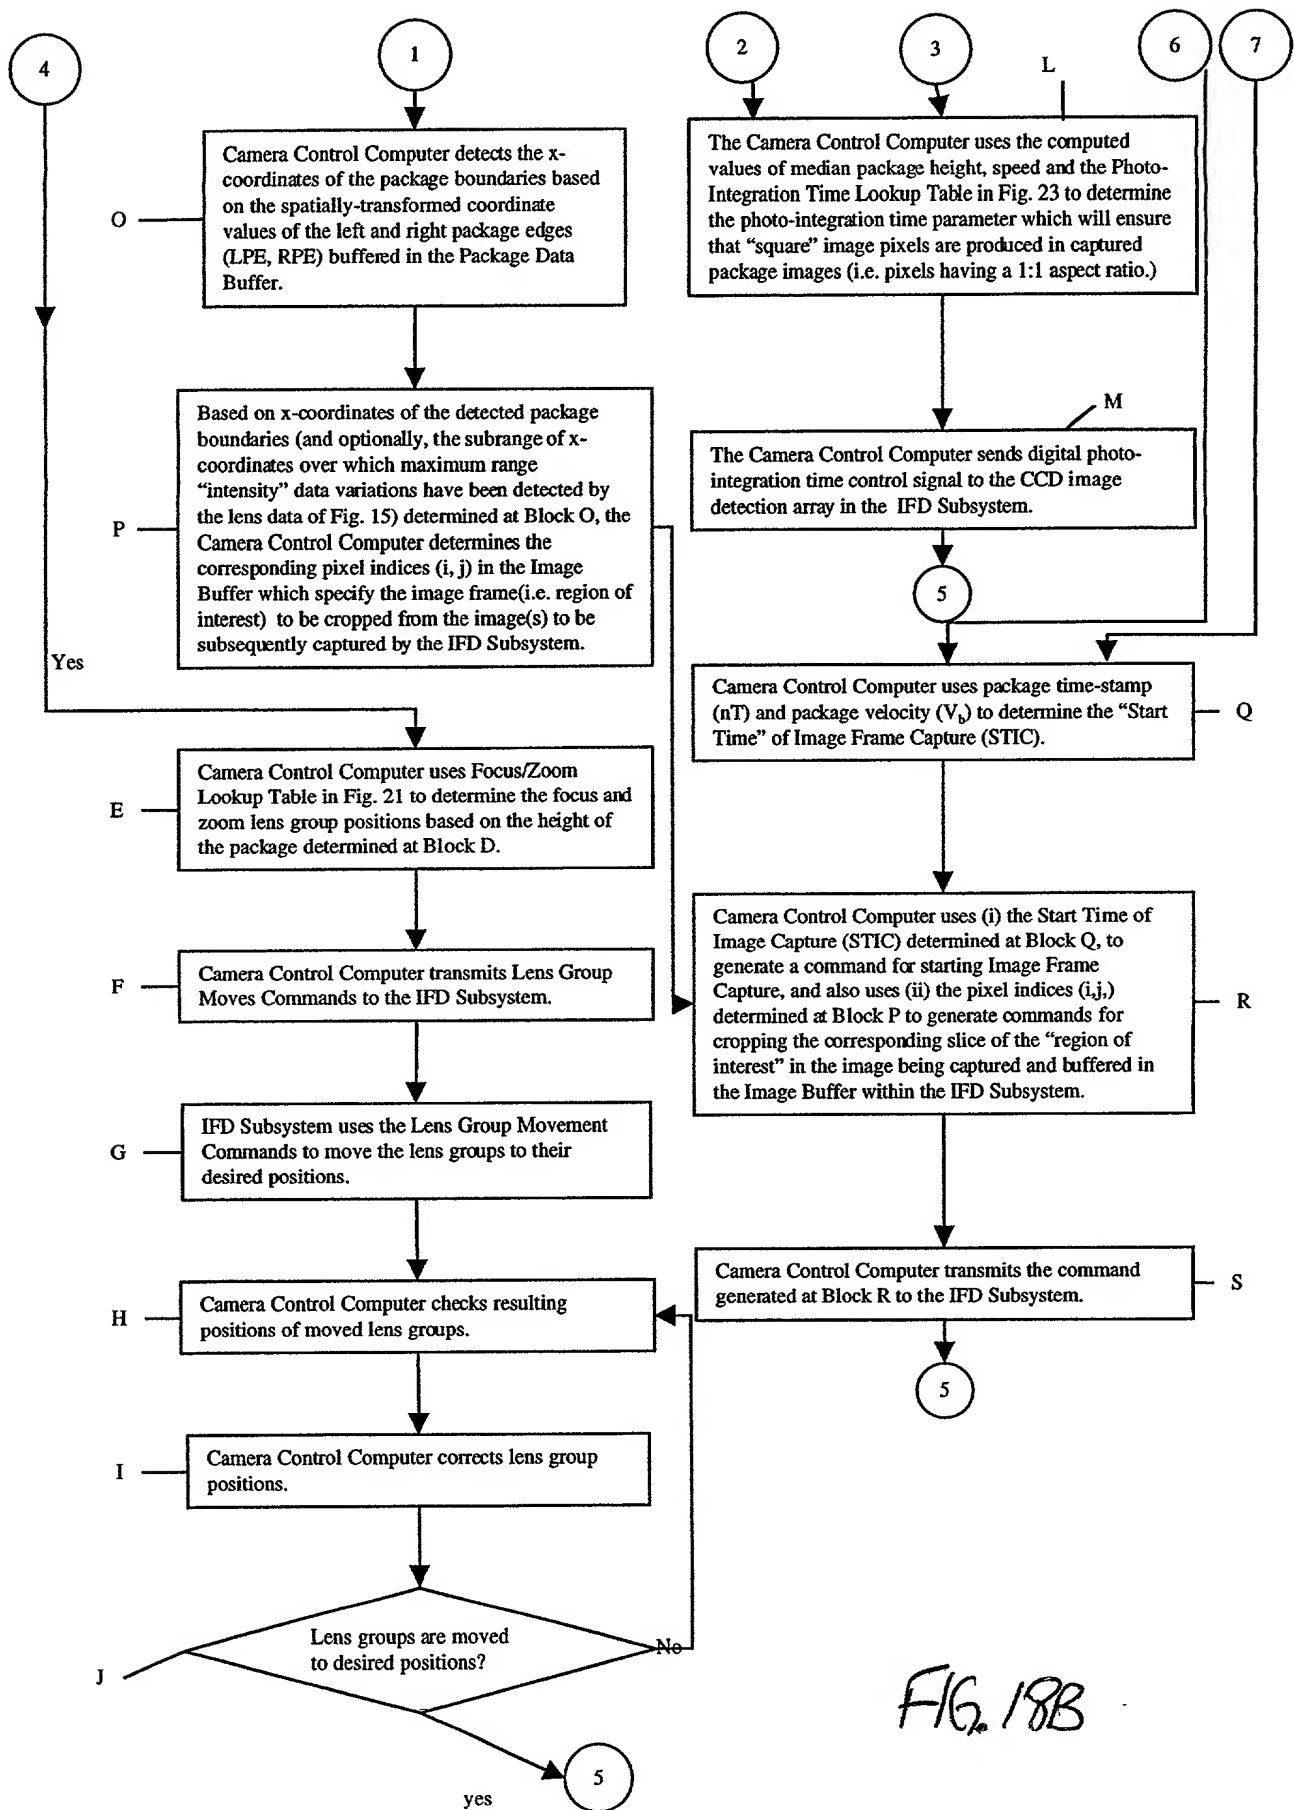 4
1
2
3
6
7
L
O
Camera Control Computer detects the x-
coordinates of the package boundaries based
on the spatially-transformed coordinate
values of the left and right package edges
(LPE, RPE) buffered in the Package Data
Buffer.
The Camera Control Computer uses the computed
values of median package height, speed and the Photo-
Integration Time Lookup Table in Fig. 23 to determine
the photo-integration time parameter which will ensure
that “square” image pixels are produced in captured
package images (i.e. pixels having a 1:1 aspect ratio.)
P
Based on x-coordinates of the detected package
boundaries (and optionally, the subrange of x-
coordinates over which maximum range
“intensity” data variations have been detected by
the lens data of Fig. 15) determined at Block O, the
Camera Control Computer determines the
corresponding pixel indices (i, j) in the Image
Buffer which specify the image frame(i.e. region of
interest) to be cropped from the image(s) to be
subsequently captured by the IFD Subsystem.
M
The Camera Control Computer sends digital photo-
integration time control signal to the CCD image
detection array in the IFD Subsystem.
5
Yes
Camera Control Computer uses package time-stamp
(nT) and package velocity (Vb) to determine the “Start
Time” of Image Frame Capture (STIC).
Q
E
Camera Control Computer uses Focus/Zoom
Lookup Table in Fig. 21 to determine the focus and
zoom lens group positions based on the height of
the package determined at Block D.
F
Camera Control Computer transmits Lens Group
Moves Commands to the IFD Subsystem.
Camera Control Computer uses (i) the Start Time of
Image Capture (STIC) determined at Block Q, to
generate a command for starting Image Frame
Capture, and also uses (ii) the pixel indices (i,j,)
determined at Block P to generate commands for
cropping the corresponding slice of the “region of
interest” in the image being captured and buffered in
the Image Buffer within the IFD Subsystem.
R
G
IFD Subsystem uses the Lens Group Movement
Commands to move the lens groups to their
desired positions.
H
Camera Control Computer checks resulting
positions of moved lens groups.
Camera Control Computer transmits the command
generated at Block R to the IFD Subsystem.
S
5
I
Camera Control Computer corrects lens group
positions.
J
Lens groups are moved
to desired positions?
No
yes
5
FIG. 18B